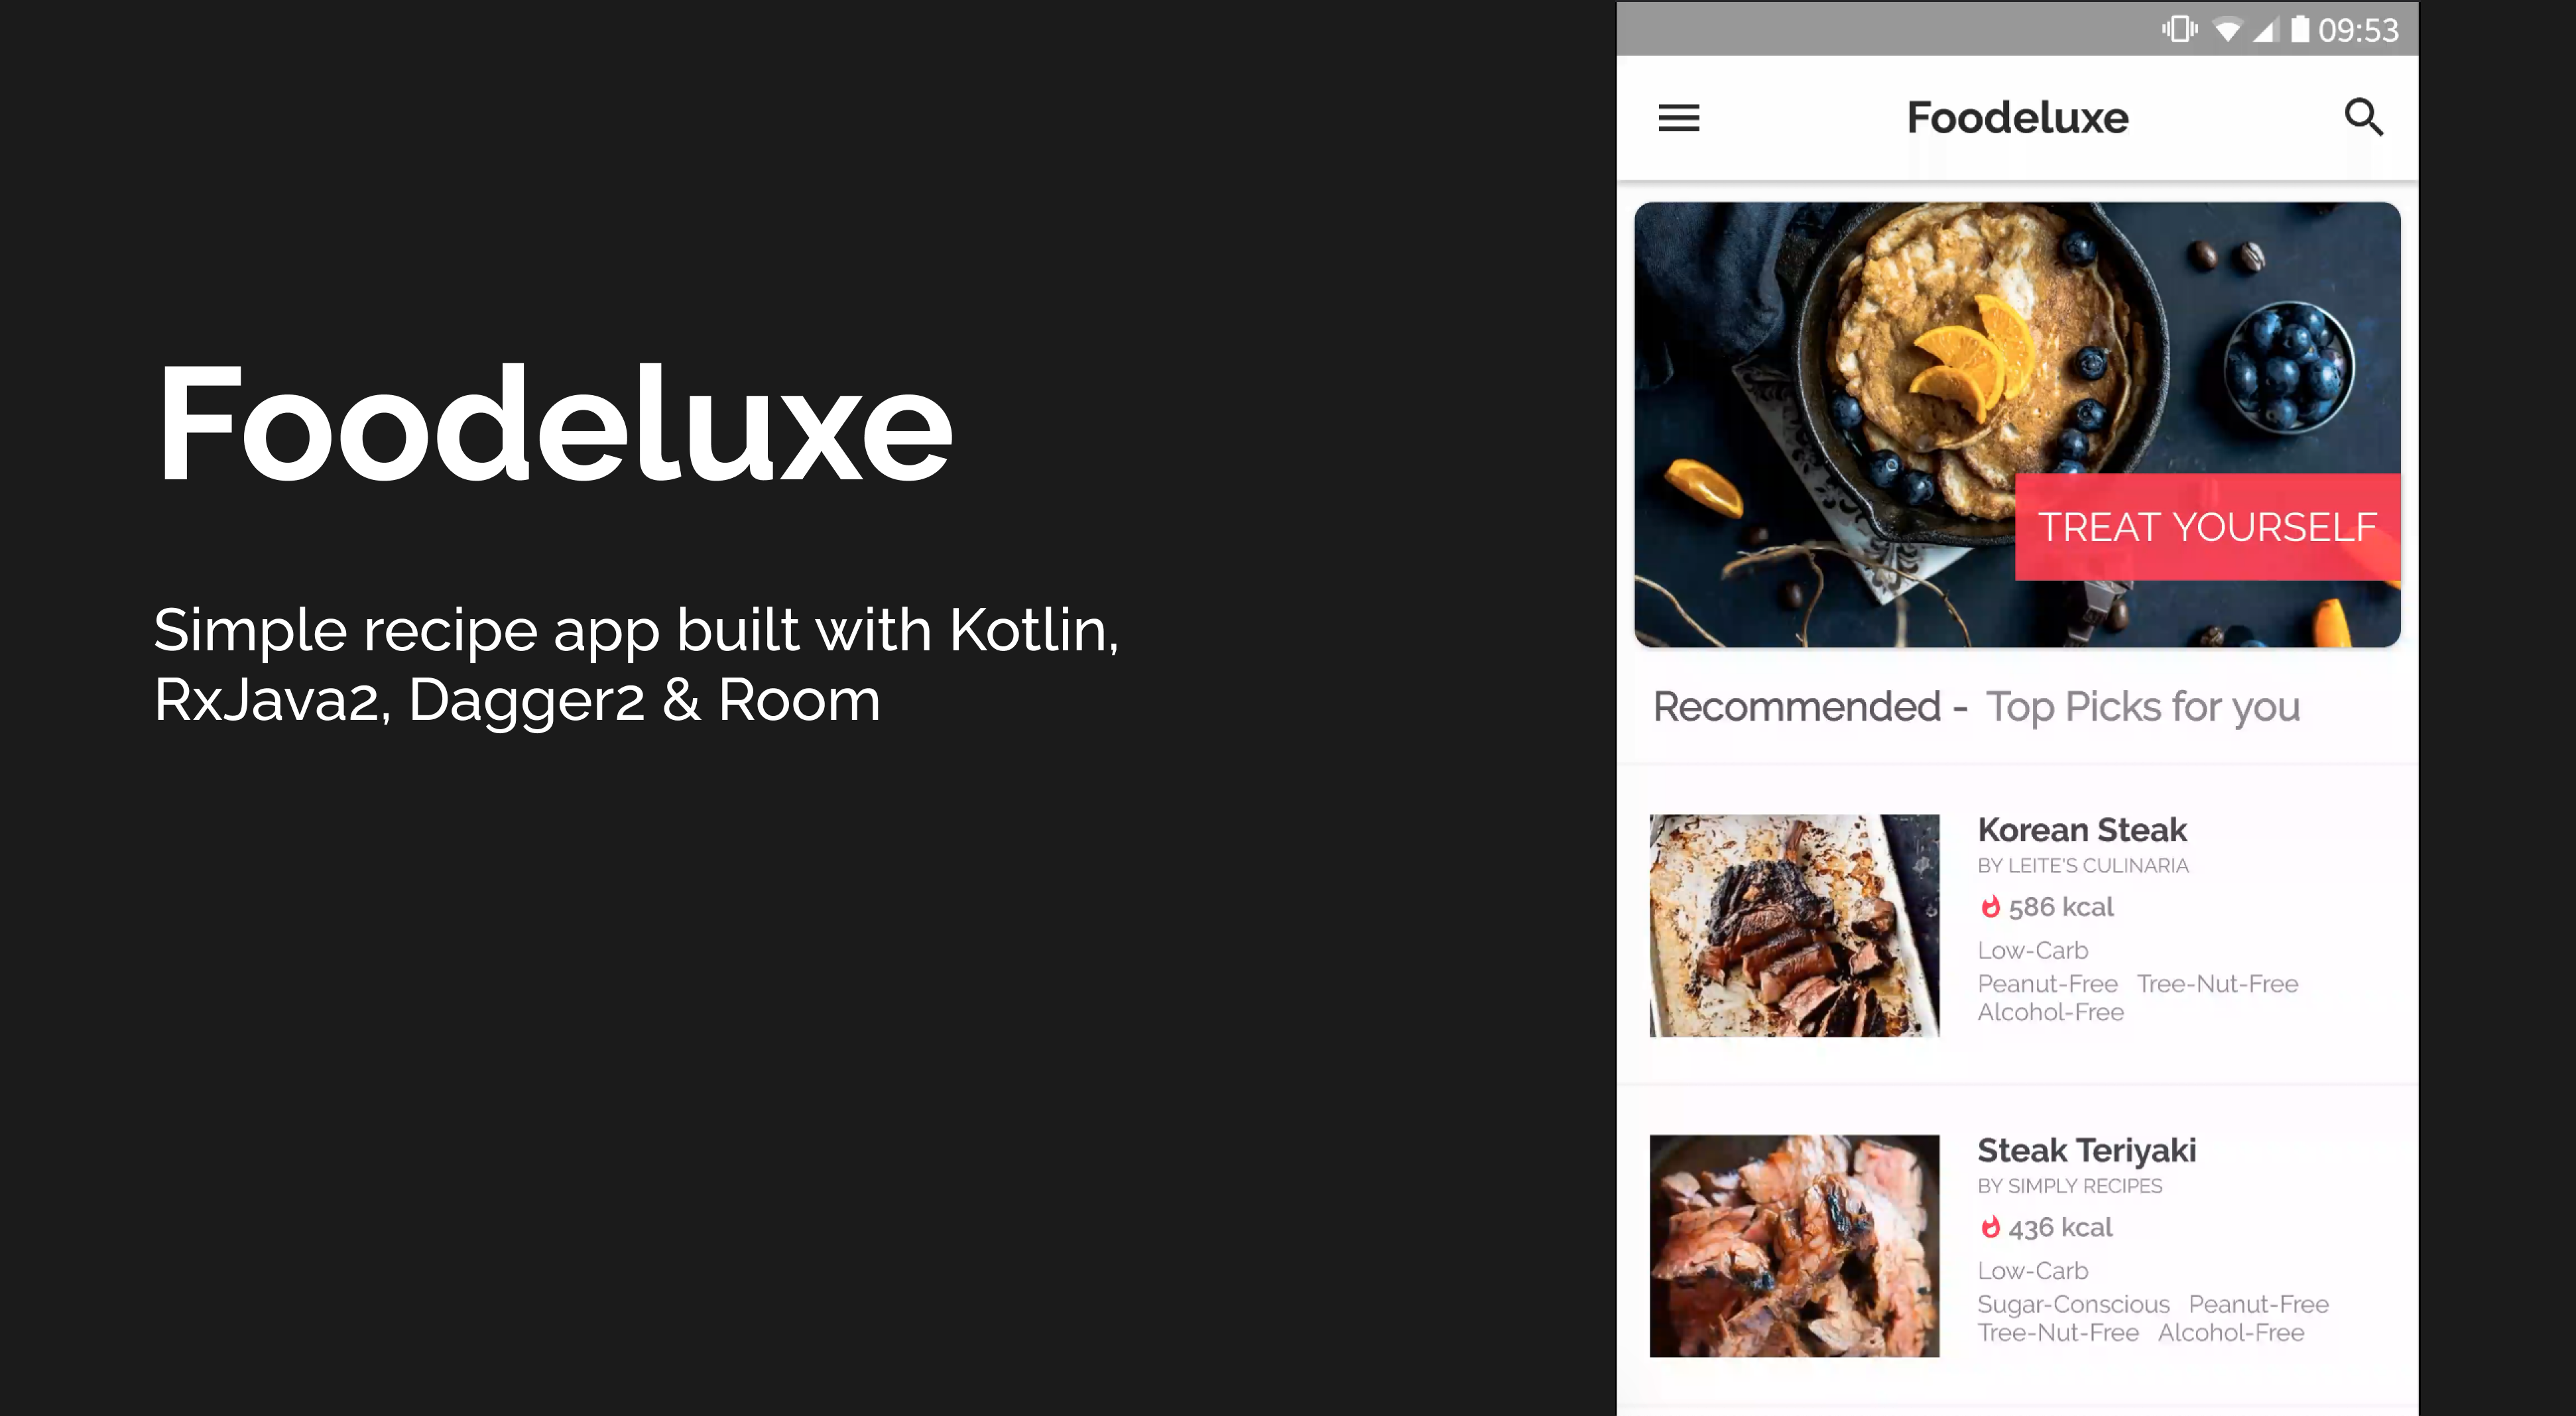 Foodeluxe
Simple recipe app built with Kotlin,
RxJava2, Dagger2 & Room
09:53
Foodeluxe
TREAT YOURSELF
Recommended - Top Picks for you
Korean Steak
BY LEITE'S CULINARIA
586 kcal
Low-Carb
Peanut-Free Tree-Nut-Free
Alcohol-Free
Steak Teriyaki
BY SIMPLY RECIPES
436 kcal
Low-Carb
Sugar-Conscious Peanut-Free
Tree-Nut-Free Alcohol-Free